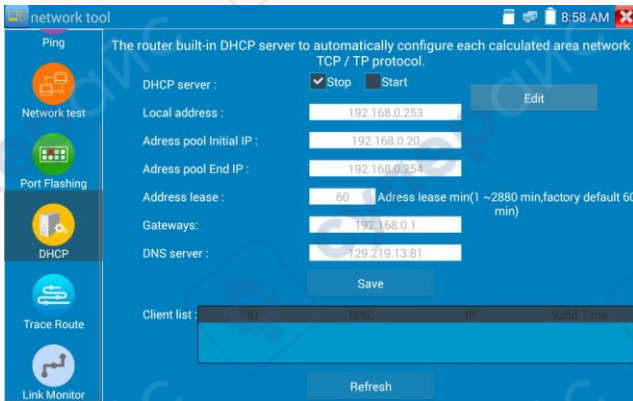 network tool
8:58 AM
Ping
Network test
Port Flashing
DHCP
Trace Route
Link Monitor
The router built-in DHCP server to automatically configure each calculated area network
TCP / TP protocol.
DHCP server :
Stop
Start
Edit
Local address :
192.168.0.253
Adress pool Initial IP :
192.168.0.20
Adress pool End IP :
192.168.0.254
Address lease :
60
Adress lease min(1 ~2880 min,factory default 60
min)
Gateways:
192.168.0.1
DNS server :
129.219.13.81
Save
Client list :
ID
MAC
IP
Valid Time
Refresh